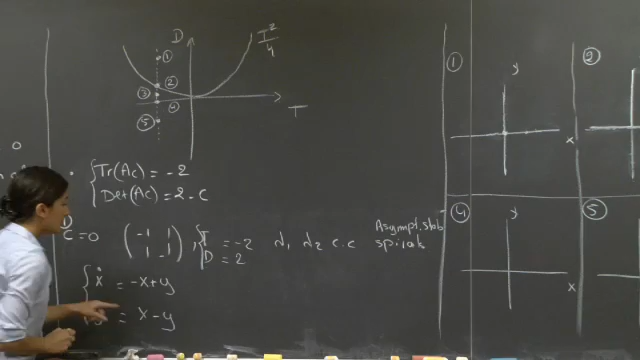 D
T²/4
①
②
③
④
⑤
T
0
{ Tr(Ac) = -2
Det(Ac) = 2 - C
C=0 ( -1 1
1 -1 ) , { T = -2
D = 2
λ₁ λ₂ c.c
Asympt. stab
spirals
{ ẋ = -x+y
= x-y
① y
x
②
④ y
x
⑤